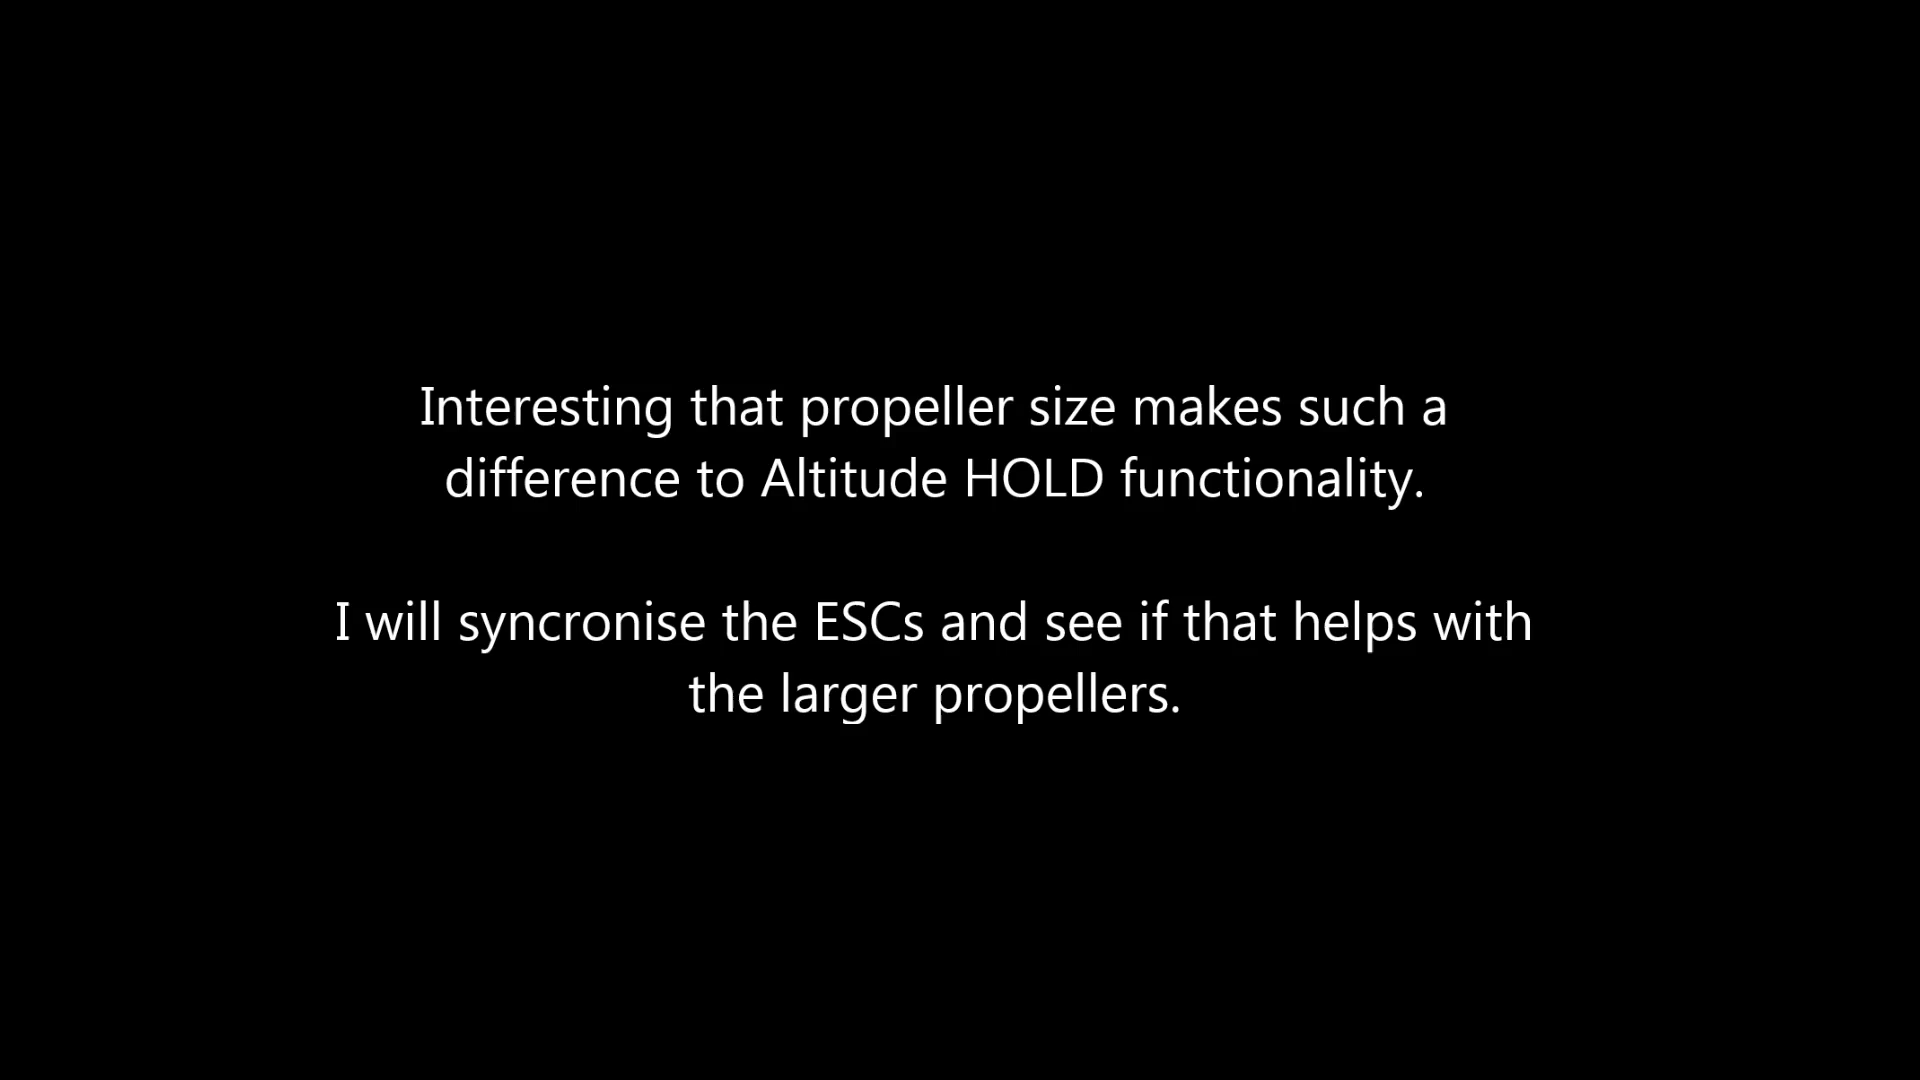 Interesting that propeller size makes such a
difference to Altitude HOLD functionality.
I will syncronise the ESCs and see if that helps with
the larger propellers.